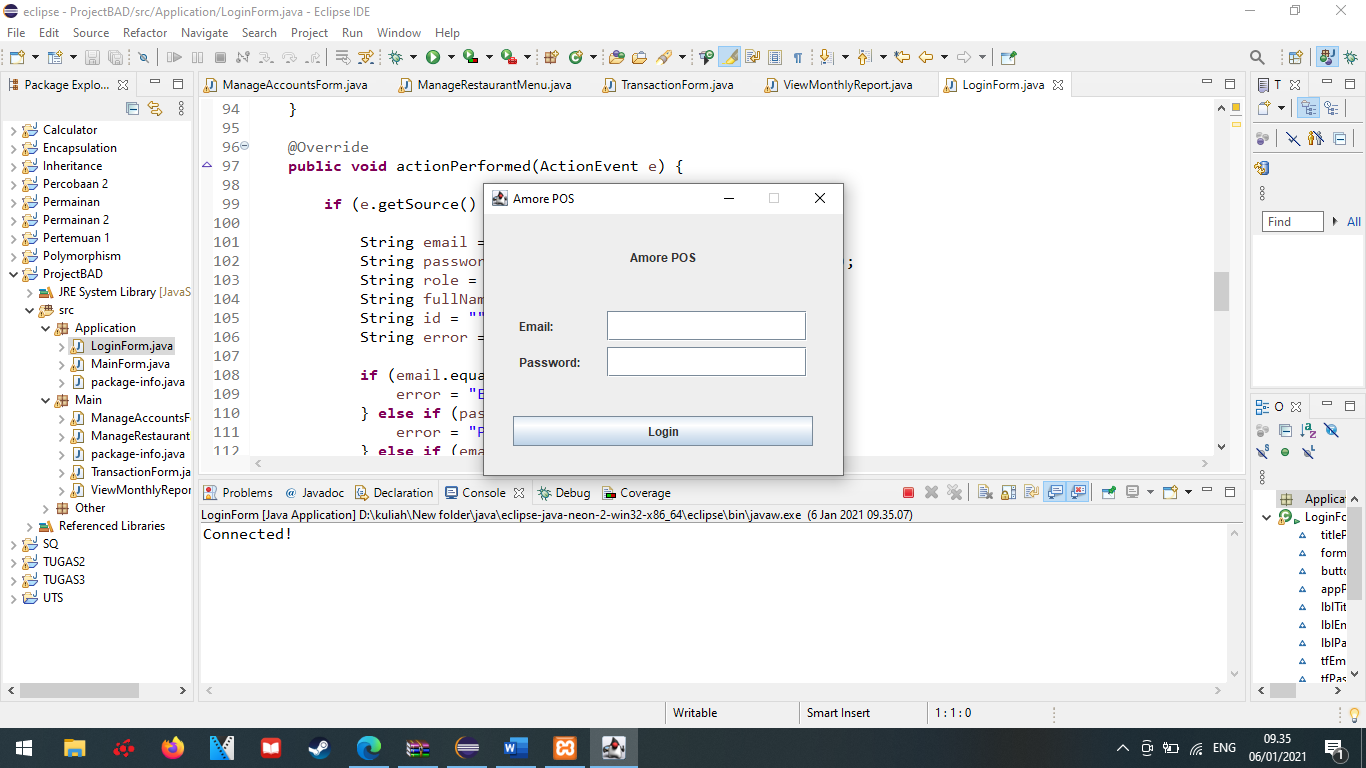 eclipse - ProjectBAD/src/Application/LoginForm.java - Eclipse IDE
File Edit Source Refactor Navigate Search Project Run Window Help
Package Explo...
ManageAccountsForm.java ManageRestaurantMenu.java TransactionForm.java ViewMonthlyReport.java LoginForm.java
T
Calculator
Encapsulation
Inheritance
Percobaan 2
Permainan
Permainan 2
Pertemuan 1
Polymorphism
ProjectBAD
JRE System Library [JavaS
src
Application
LoginForm.java
MainForm.java
package-info.java
Main
ManageAccountsF
ManageRestaurant
package-info.java
TransactionForm.ja
ViewMonthlyRepor
Other
Referenced Libraries
SQ
TUGAS2
TUGAS3
UTS
94 }
95
96 @Override
97 public void actionPerformed(ActionEvent e) {
98
99 if (e.getSource()
100
101 String email =
102 String passwor ;
103 String role =
104 String fullNam
105 String id = ""
106 String error =
107
108 if (email.equa
109 error = "E
110 } else if (pas
111 error = "P
112 } else if (ema
Amore POS
Amore POS
Email:
Password:
Login
Find All
O
Applica
LoginFo
titleP
form
butto
appP
lblTit
lblEn
lblPa
tfEm
tfPas
Problems Javadoc Declaration Console Debug Coverage
LoginForm [Java Application] D:\kuliah\New folder\java\eclipse-java-neon-2-win32-x86_64\eclipse\bin\javaw.exe (6 Jan 2021 09.35.07)
Connected!
Writable Smart Insert 1 : 1 : 0
ENG
09.35
06/01/2021
1